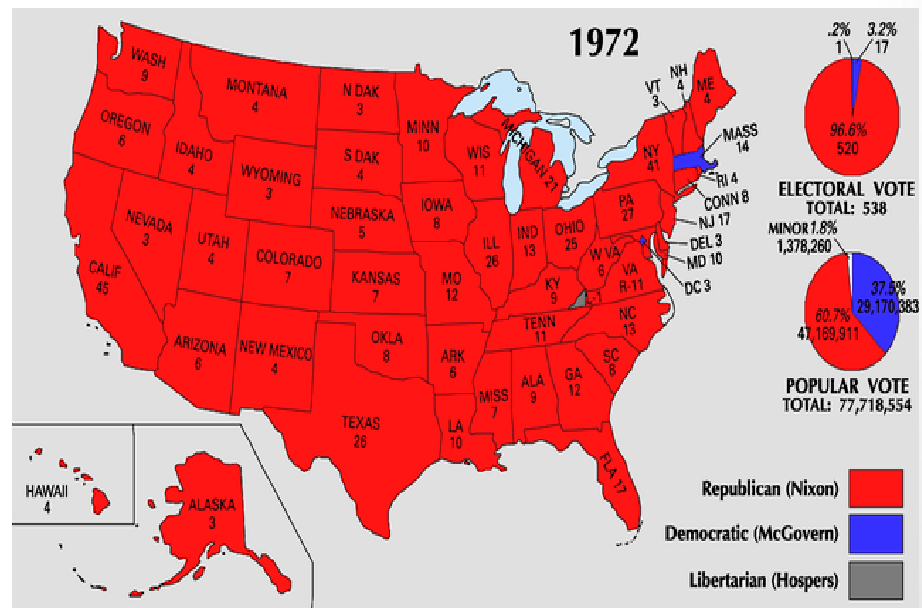 1972
WASH
9
OREGON
6
CALIF
45
NEVADA
3
IDAHO
4
MONTANA
4
WYOMING
3
UTAH
4
COLORADO
7
ARIZONA
6
NEW MEXICO
4
N DAK
3
S DAK
4
NEBRASKA
5
KANSAS
7
OKLA
8
TEXAS
26
MINN
10
IOWA
8
MO
12
ARK
6
LA
10
WIS
11
ILL
26
MICHIGAN 21
IND
13
OHIO
25
KY
9
TENN
11
MISS
7
ALA
9
GA
12
FLA 17
SC
8
NC
13
VA
R-11
L-1
W VA
6
PA
27
NY
41
VT
3
NH
4
ME
4
MASS
14
RI 4
CONN 8
NJ 17
DEL 3
MD 10
DC 3
HAWAII
4
ALASKA
3
.2%
1
3.2%
17
96.6%
520
ELECTORAL VOTE
TOTAL: 538
MINOR 1.8%
1,378,260
37.5%
29,170,383
60.7%
47,169,911
POPULAR VOTE
TOTAL: 77,718,554
Republican (Nixon)
Democratic (McGovern)
Libertarian (Hospers)